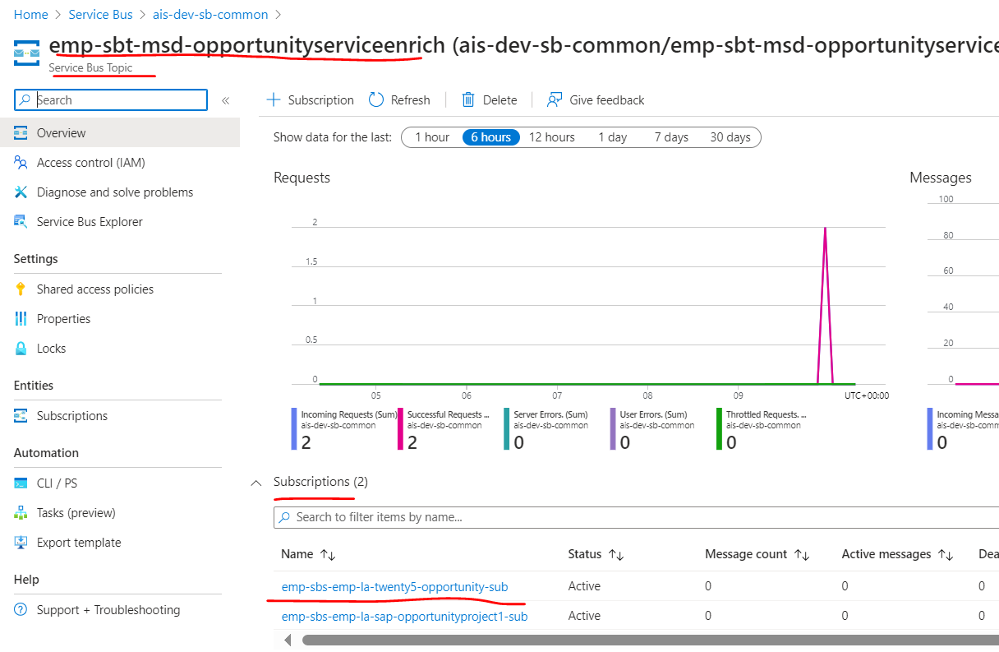 Home > Service Bus > ais-dev-sb-common >
emp-sbt-msd-opportunityserviceenrich (ais-dev-sb-common/emp-sbt-msd-opportunityservice
Service Bus Topic
Search
«
Subscription
Refresh
Delete
Give feedback
Overview
Access control (IAM)
Diagnose and solve problems
Service Bus Explorer
Settings
Shared access policies
Properties
Locks
Entities
Subscriptions
Automation
CLI / PS
Tasks (preview)
Export template
Help
Support + Troubleshooting
Show data for the last: 1 hour 6 hours 12 hours 1 day 7 days 30 days
Requests
2
1.5
1
0.5
0
05 06 07 08 09 UTC+00:00
Incoming Requests (Sum)
ais-dev-sb-common
2
Successful Requests ...
ais-dev-sb-common
2
Server Errors. (Sum)
ais-dev-sb-common
0
User Errors. (Sum)
ais-dev-sb-common
0
Throttled Requests. ...
ais-dev-sb-common
0
Messages
100
80
60
40
20
0
Incoming Messa
ais-dev-sb-comm
0
Subscriptions (2)
Search to filter items by name...
Name Status Message count Active messages Dea
emp-sbs-emp-la-twenty5-opportunity-sub Active 0 0 0
emp-sbs-emp-la-sap-opportunityproject1-sub Active 0 0 0